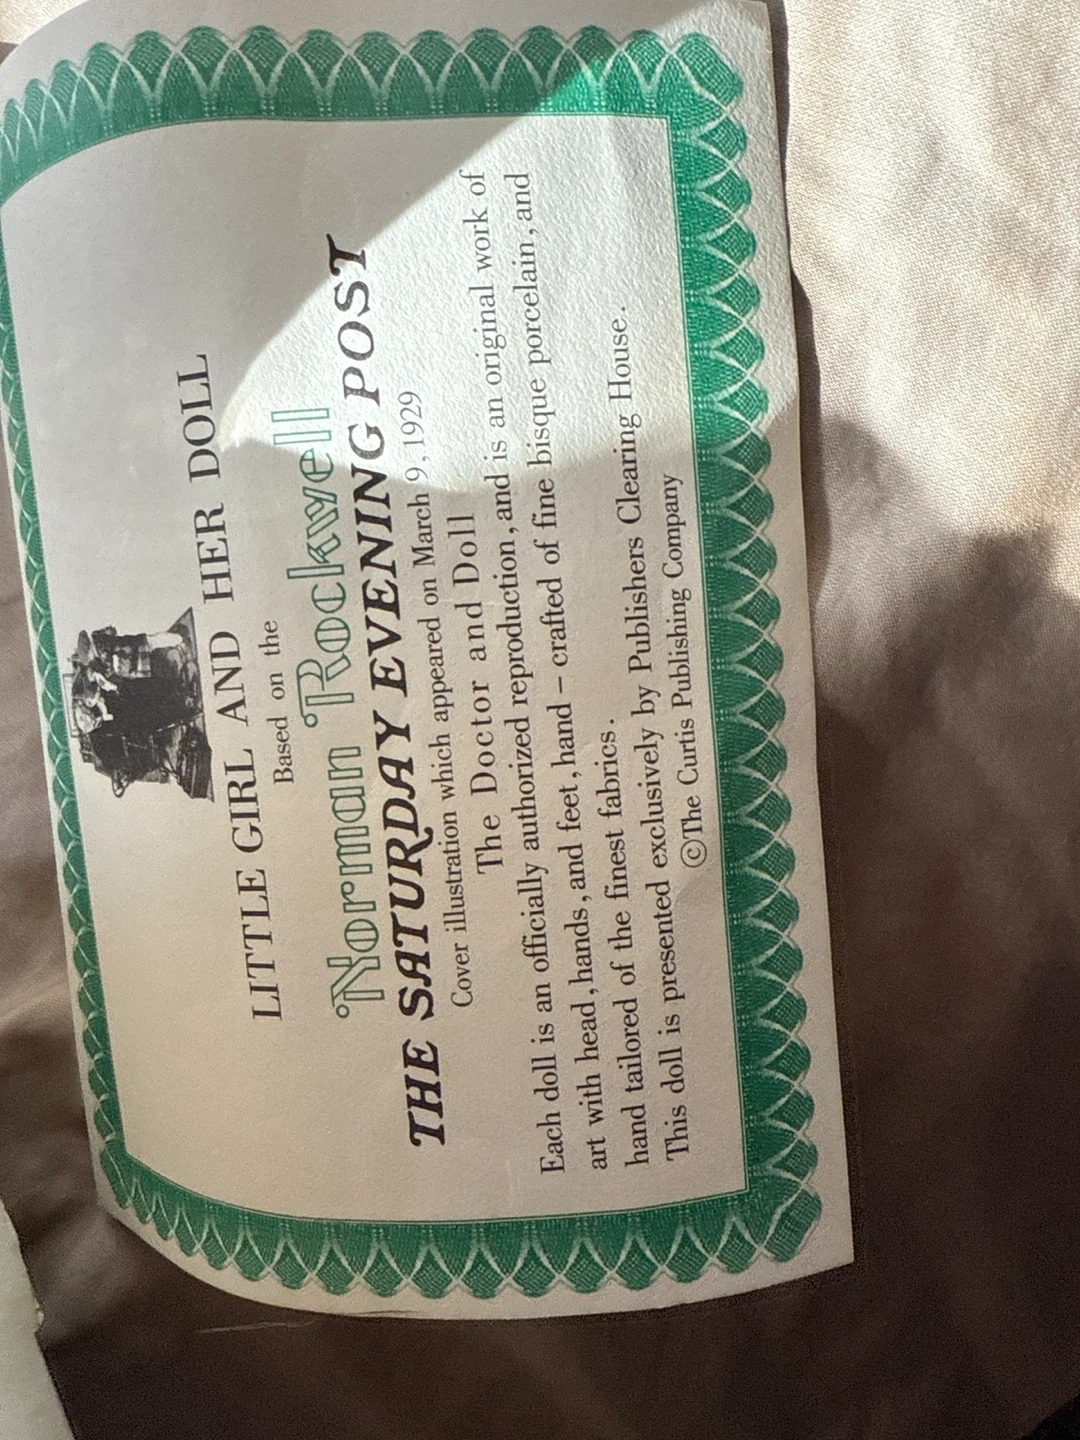 LITTLE GIRL AND HER DOLL
Based on the
Norman Rockwell
THE SATURDAY EVENING POST
Cover illustration which appeared on March 9, 1929
The Doctor and Doll
Each doll is an officially authorized reproduction, and is an original work of
art with head, hands, and feet, hand – crafted of fine bisque porcelain, and
hand tailored of the finest fabrics.
This doll is presented exclusively by Publishers Clearing House.
©The Curtis Publishing Company